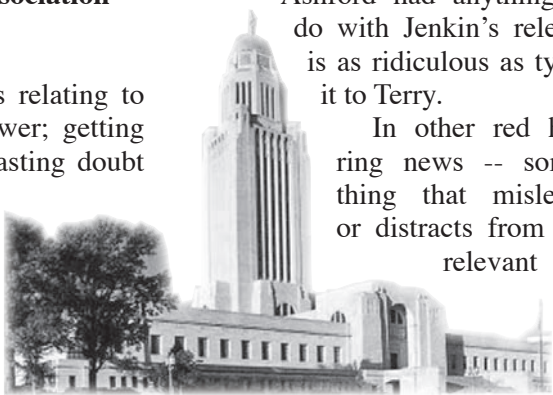 sociation
s relating to
wer; getting
asting doubt
Ashford had anything
do with Jenkin's rele
is as ridiculous as ty
it to Terry.
In other red h
ring news -- som
thing that misle
or distracts from
relevant